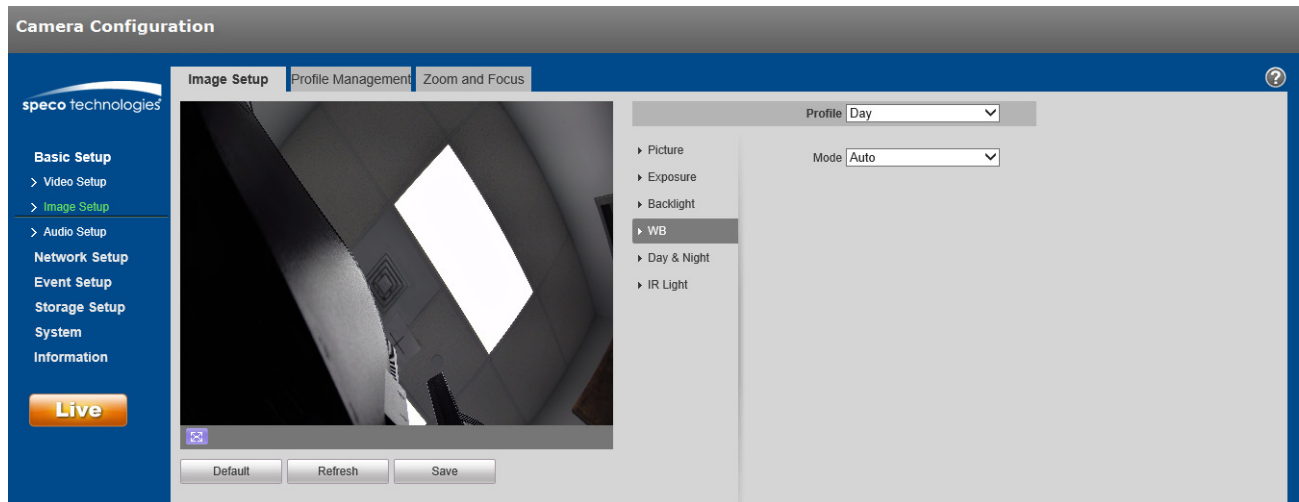 Camera Configuration
speco technologies
Image Setup
Profile Management
Zoom and Focus
?
Basic Setup
Video Setup
Image Setup
Audio Setup
Network Setup
Event Setup
Storage Setup
System
Information
Live
Profile Day
Picture
Exposure
Backlight
WB
Day & Night
IR Light
Mode Auto
Default
Refresh
Save